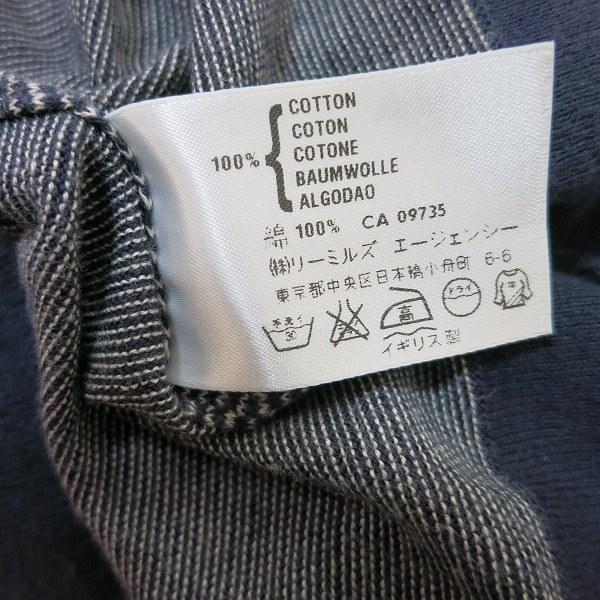 COTTON
COTON
100% COTONE
BAUMWOLLE
ALGODAO
綿 100% CA 09735
㈱リーミルズ エージェンシー
東京都中央区日本橋小舟町 6-6
手洗イ 30 高 ドライ 平
イギリス製